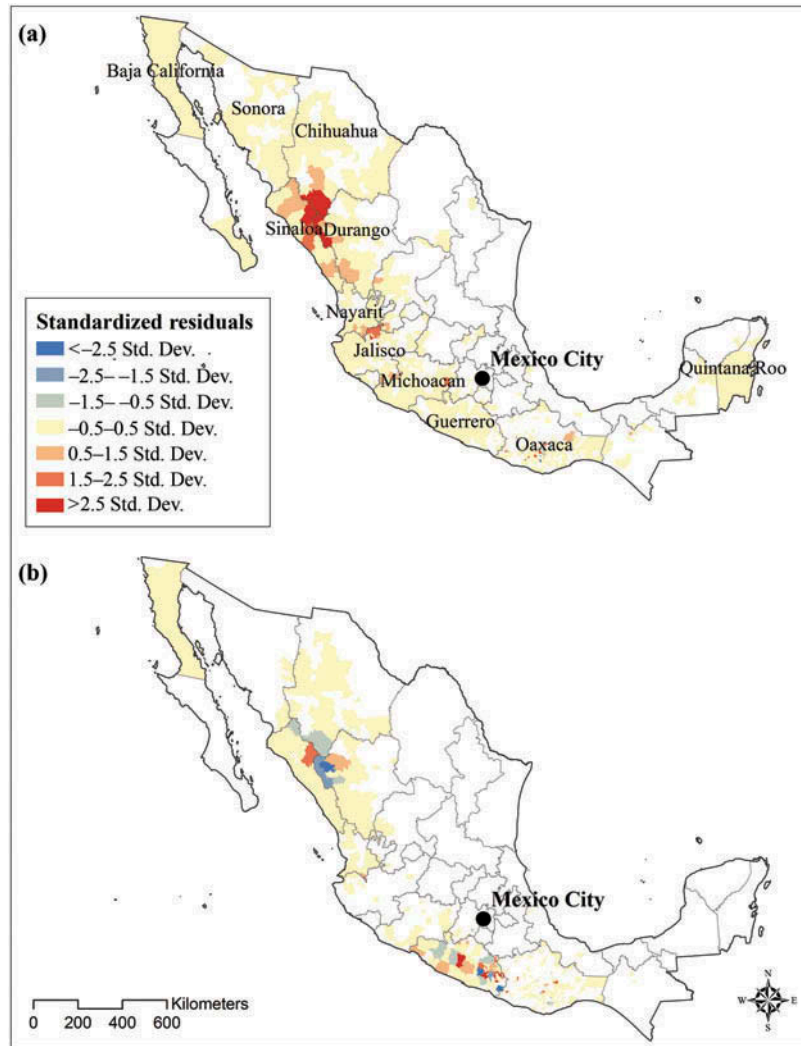 (a)
Baja California
Sonora
Chihuahua
Sinaloa
Durango
Standardized residuals
<–2.5 Std. Dev.
–2.5– –1.5 Std. Dev.
–1.5– –0.5 Std. Dev.
–0.5–0.5 Std. Dev.
0.5–1.5 Std. Dev.
1.5–2.5 Std. Dev.
>2.5 Std. Dev.
Nayarit
Jalisco
Mexico City
Quintana Roo
Michoacan
Guerrero
Oaxaca
(b)
Mexico City
Kilometers
0 200 400 600
N
W E
S